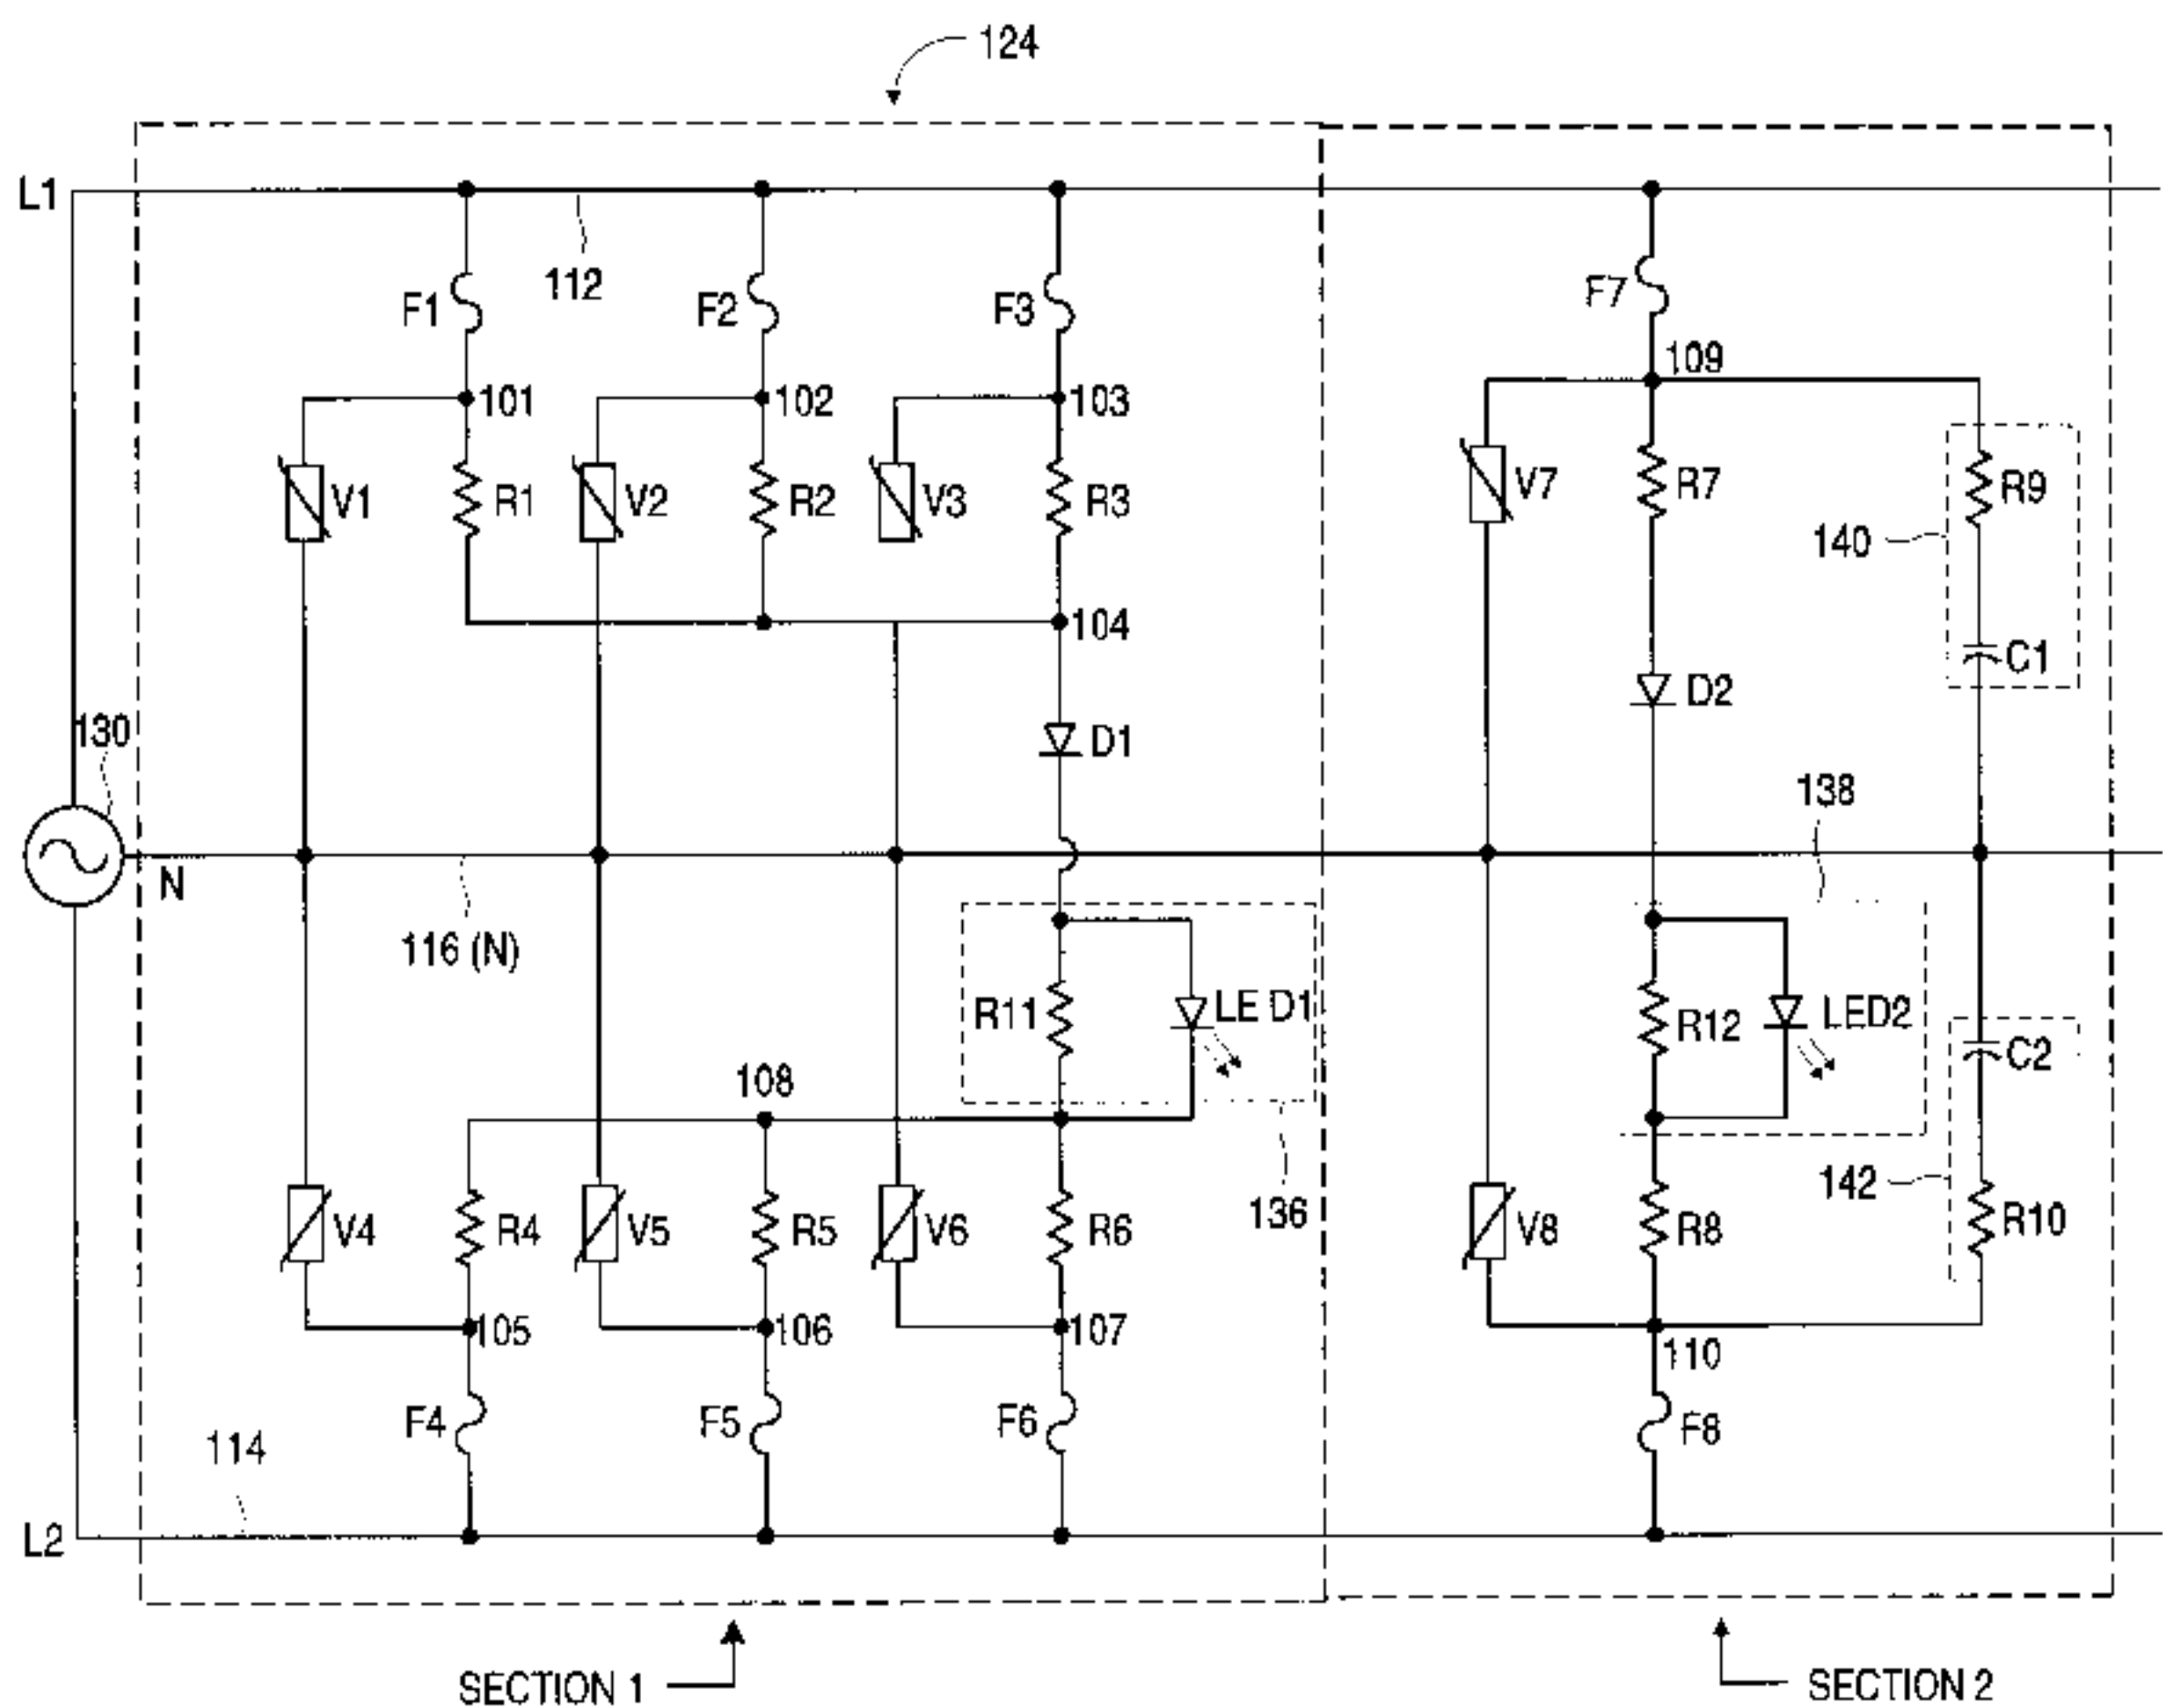 124
L1
112
F1
F2
F3
F7
109
101
102
103
V1
R1
V2
R2
V3
R3
V7
R7
R9
140
104
C1
D2
130
D1
138
N
116 (N)
R11
LE D1
R12
LED2
C2
108
136
142
V4
R4
V5
R5
V6
R6
V8
R8
R10
105
106
107
110
F4
F5
F6
F8
114
L2
SECTION 1
SECTION 2